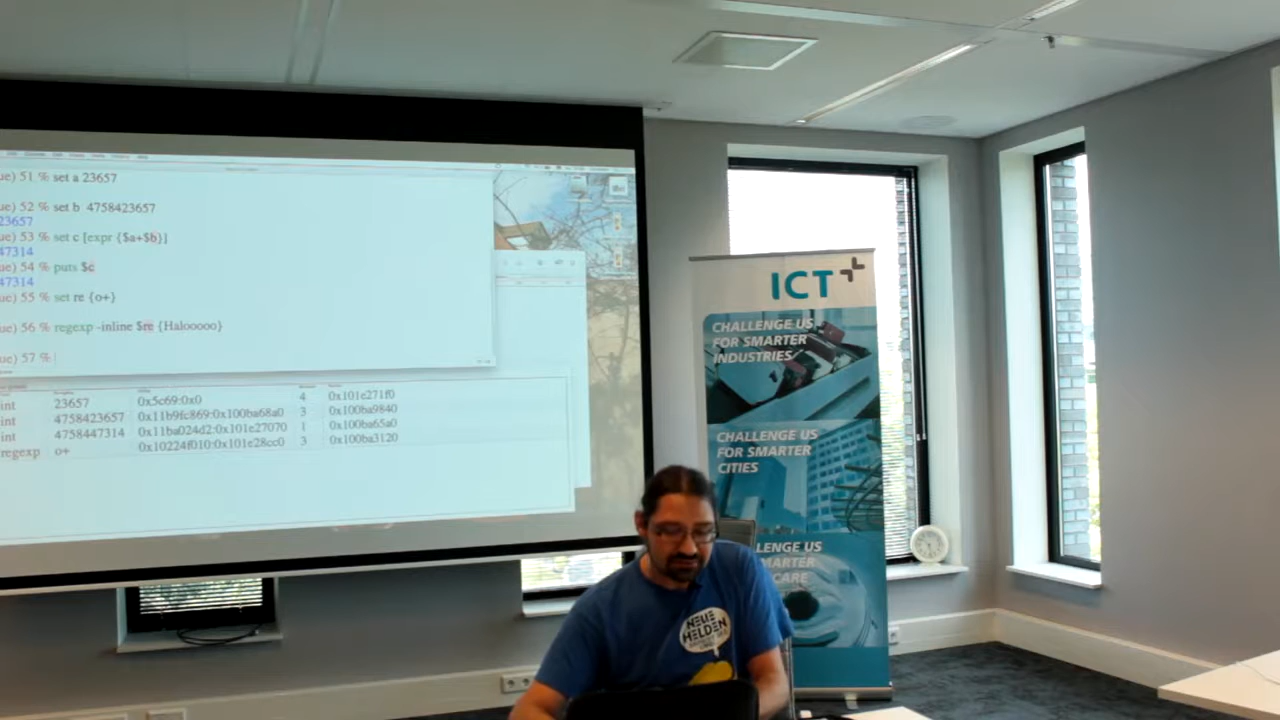 ue) 51 % set a 23657
ue) 52 % set b 4758423657
23657
ue) 53 % set c [expr {$a+$b}]
47314
ue) 54 % puts $c
47314
ue) 55 % set re {o+}
ue) 56 % regexp -inline $re {Halooooo}
ue) 57 %
int 23657 0x5c69:0x0 4 0x101e271f0
int 4758423657 0x11b9fc869:0x100ba68a0 3 0x100ba9840
int 4758447314 0x11ba024d2:0x101e27070 1 0x100ba65a0
regexp o+ 0x10224f010:0x101e28cc0 3 0x100ba3120
ICT
CHALLENGE US
FOR SMARTER
INDUSTRIES
CHALLENGE US
FOR SMARTER
CITIES
LENGE US
MARTER
CARE
NEUE
HELDEN